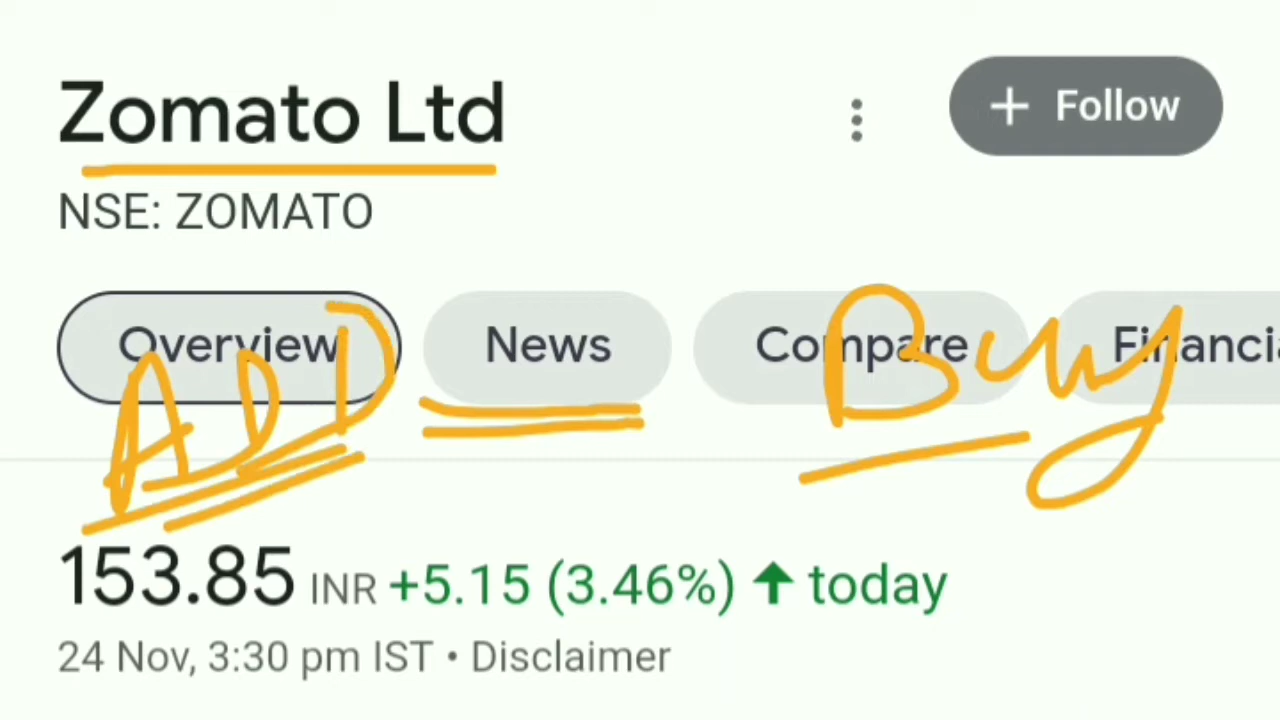 Zomato Ltd
+ Follow
NSE: ZOMATO
Overview News Compare Financia
ADD Buy
153.85 INR +5.15 (3.46%) ↑ today
24 Nov, 3:30 pm IST • Disclaimer